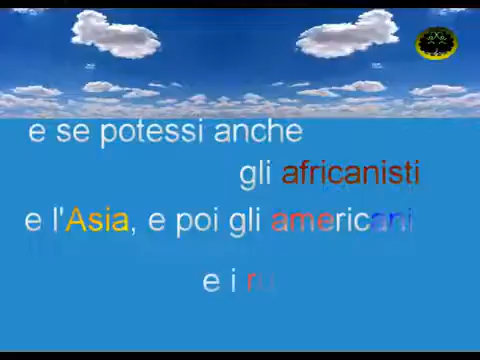 e se potessi anche
gli africanisti
e l'Asia, e poi gli americani
e i ru